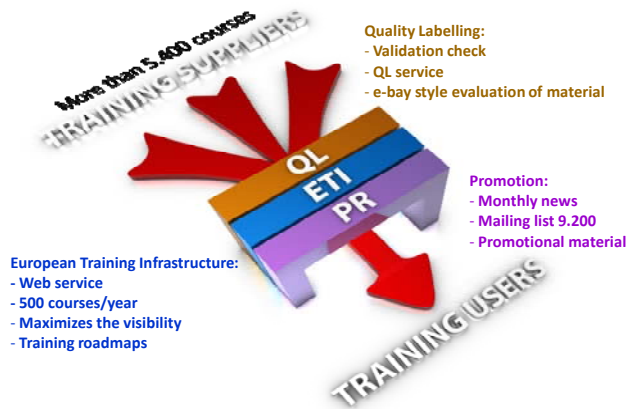 More than 5.400 courses
TRAINING SUPPLIERS
Quality Labelling:
- Validation check
- QL service
- e-bay style evaluation of material
QL
ETI
PR
Promotion:
- Monthly news
- Mailing list 9.200
- Promotional material
European Training Infrastructure:
- Web service
- 500 courses/year
- Maximizes the visibility
- Training roadmaps
TRAINING USERS